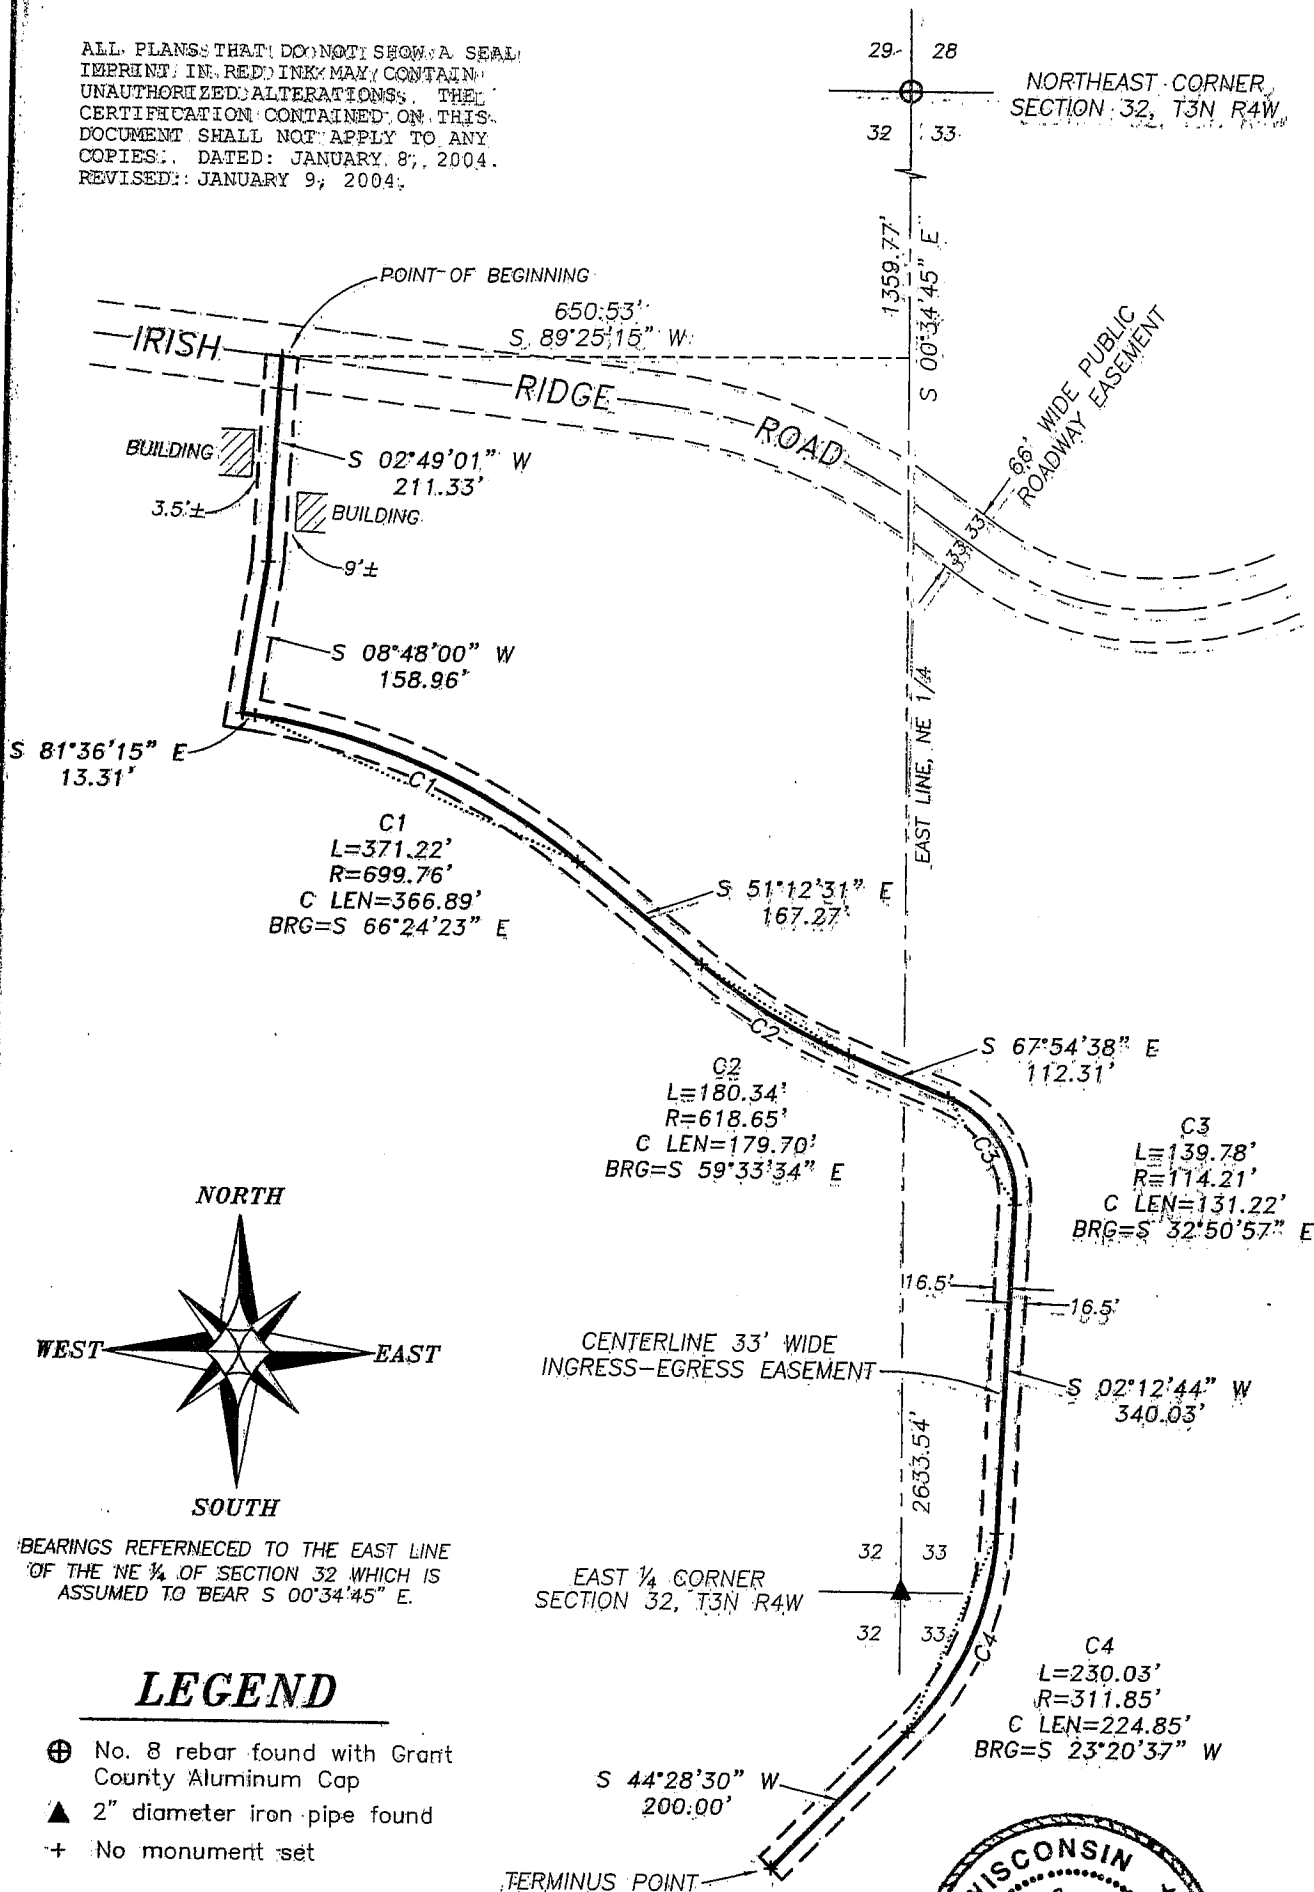 ALL PLANS THAT DO NOT SHOW A SEAL
IMPRINT IN RED INK MAY CONTAIN
UNAUTHORIZED ALTERATIONS. THE
CERTIFICATION CONTAINED ON THIS
DOCUMENT SHALL NOT APPLY TO ANY
COPIES. DATED: JANUARY 8, 2004.
REVISED: JANUARY 9, 2004.
29 28
32 33
NORTHEAST CORNER
SECTION 32, T3N R4W
1359.77'
S 00°34'45" E
POINT OF BEGINNING
650.53'
S 89°25'15" W
IRISH RIDGE ROAD
66' WIDE PUBLIC
ROADWAY EASEMENT
33 33
BUILDING
3.5'±
S 02°49'01" W
211.33'
BUILDING
9'±
S 08°48'00" W
158.96'
S 81°36'15" E
13.31'
EAST LINE, NE 1/4
C1
C1
L=371.22'
R=699.76'
C LEN=366.89'
BRG=S 66°24'23" E
S 51°12'31" E
167.27'
C2
C2
L=180.34'
R=618.65'
C LEN=179.70'
BRG=S 59°33'34" E
S 67°54'38" E
112.31'
C3
C3
L=139.78'
R=114.21'
C LEN=131.22'
BRG=S 32°50'57" E
16.5'
16.5'
NORTH
WEST
EAST
SOUTH
CENTERLINE 33' WIDE
INGRESS-EGRESS EASEMENT
S 02°12'44" W
340.03'
2633.54'
BEARINGS REFERNECED TO THE EAST LINE
OF THE NE ¼ OF SECTION 32 WHICH IS
ASSUMED TO BEAR S 00°34'45" E.
32 33
EAST ¼ CORNER
SECTION 32, T3N R4W
32 33
C4
C4
L=230.03'
R=311.85'
C LEN=224.85'
BRG=S 23°20'37" W
LEGEND
No. 8 rebar found with Grant
County Aluminum Cap
2" diameter iron pipe found
No monument set
S 44°28'30" W
200.00'
TERMINUS POINT
WISCONSIN